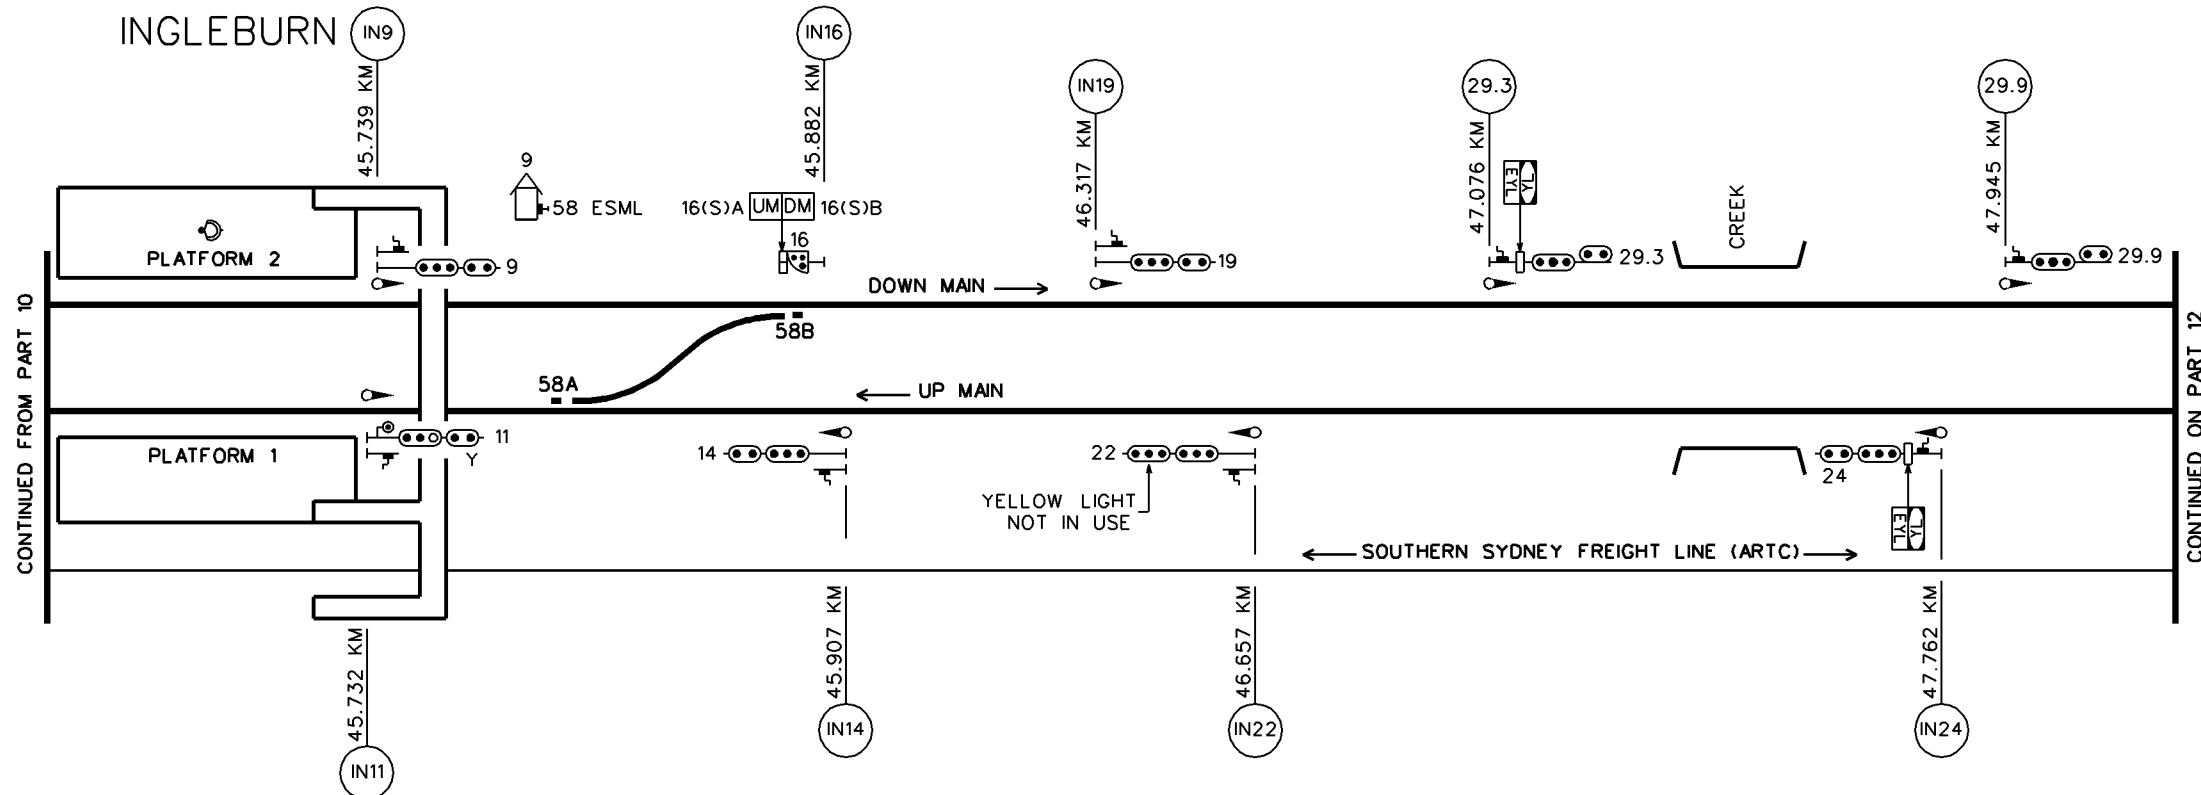 INGLEBURN
IN9
IN16
IN19
29.3
29.9
45.739 KM
45.882 KM
46.317 KM
47.076 KM
47.945 KM
9
58 ESML
16(S)A UM DM 16(S)B
16
YL
EYL
CREEK
PLATFORM 2
9
19
29.3
29.9
DOWN MAIN
CONTINUED FROM PART 10
CONTINUED ON PART 12
58B
58A
UP MAIN
11
Y
PLATFORM 1
14
22
24
YELLOW LIGHT
NOT IN USE
YL
EYL
SOUTHERN SYDNEY FREIGHT LINE (ARTC)
45.732 KM
45.907 KM
46.657 KM
47.762 KM
IN11
IN14
IN22
IN24